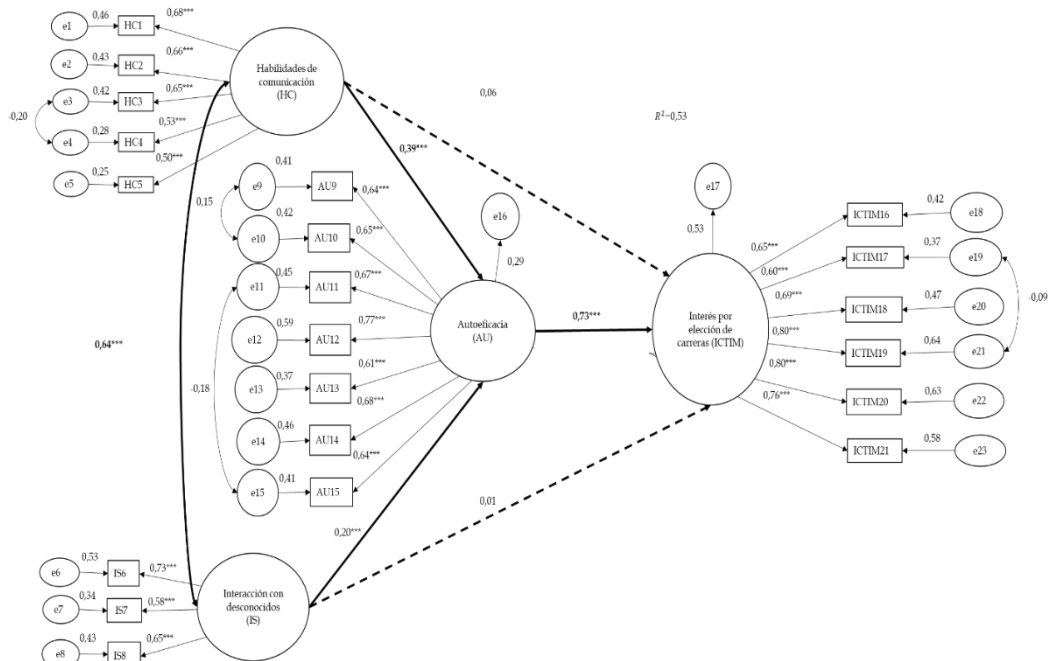 e1 0,46 HC1 0,68***
e2 0,43 HC2 0,66***
e3 0,42 HC3 0,65***
-0,20
e4 0,28 HC4 0,53***
e5 0,25 HC5 0,50***
Habilidades de
comunicación
(HC)
0,06
R²=0,53
0,39***
e9 0,41 AU9 0,64***
0,15
e10 0,42 AU10 0,65***
e11 0,45 AU11 0,67***
e12 0,59 AU12 0,77***
e13 0,37 AU13 0,61***
-0,18
e14 0,46 AU14 0,68***
e15 0,41 AU15 0,64***
0,64***
e16
0,29
Autoeficacia
(AU)
0,73***
e17
0,53
Interés por
elección de
carreras (ICTIM)
0,65*** ICTIM16 0,42 e18
0,60*** ICTIM17 0,37 e19
0,69*** ICTIM18 0,47 e20
-0,09
0,80*** ICTIM19 0,64 e21
0,80*** ICTIM20 0,63 e22
0,76*** ICTIM21 0,58 e23
0,20***
0,01
e6 0,53 IS6 0,73***
e7 0,34 IS7 0,58***
e8 0,43 IS8 0,65***
Interacción con
desconocidos
(IS)